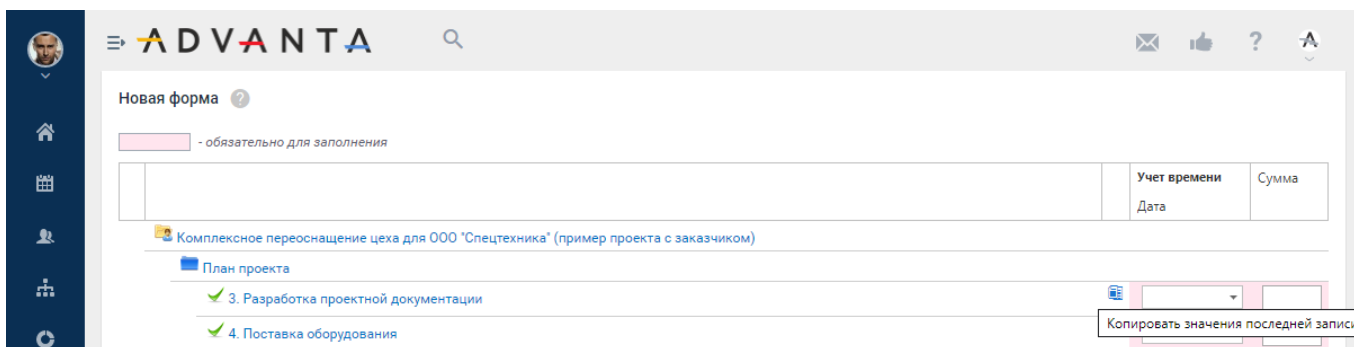 ADVANTA
Новая форма
- обязательно для заполнения
Учет времени Сумма
Дата
Комплексное переоснащение цеха для ООО "Спецтехника" (пример проекта с заказчиком)
План проекта
3. Разработка проектной документации
4. Поставка оборудования
Копировать значения последней записи